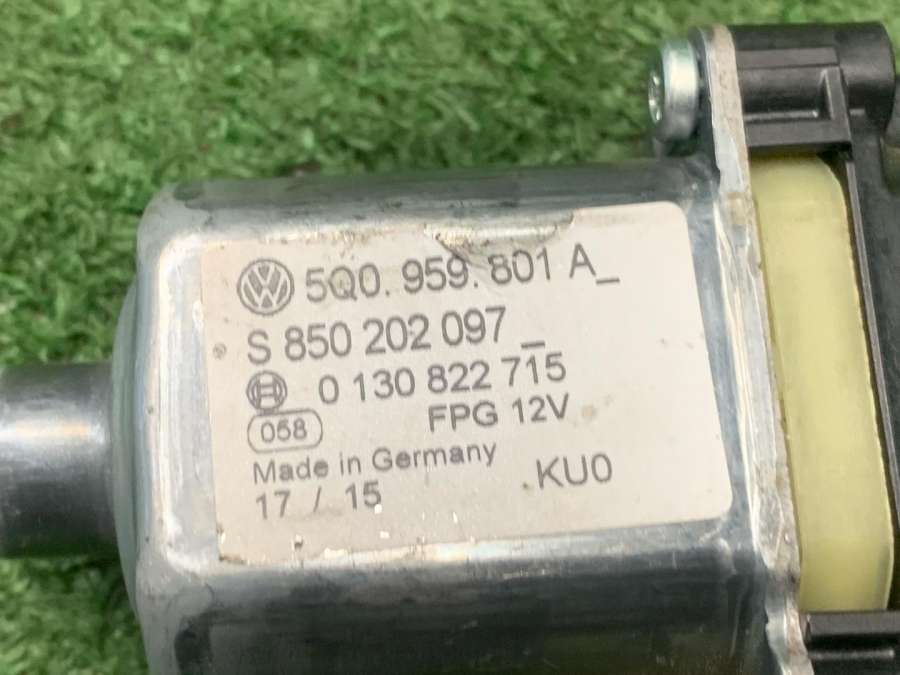 5Q0.959.801 A_
S 850 202 097_
0 130 822 715
058 FPG 12V
Made in Germany
17 / 15 KU0